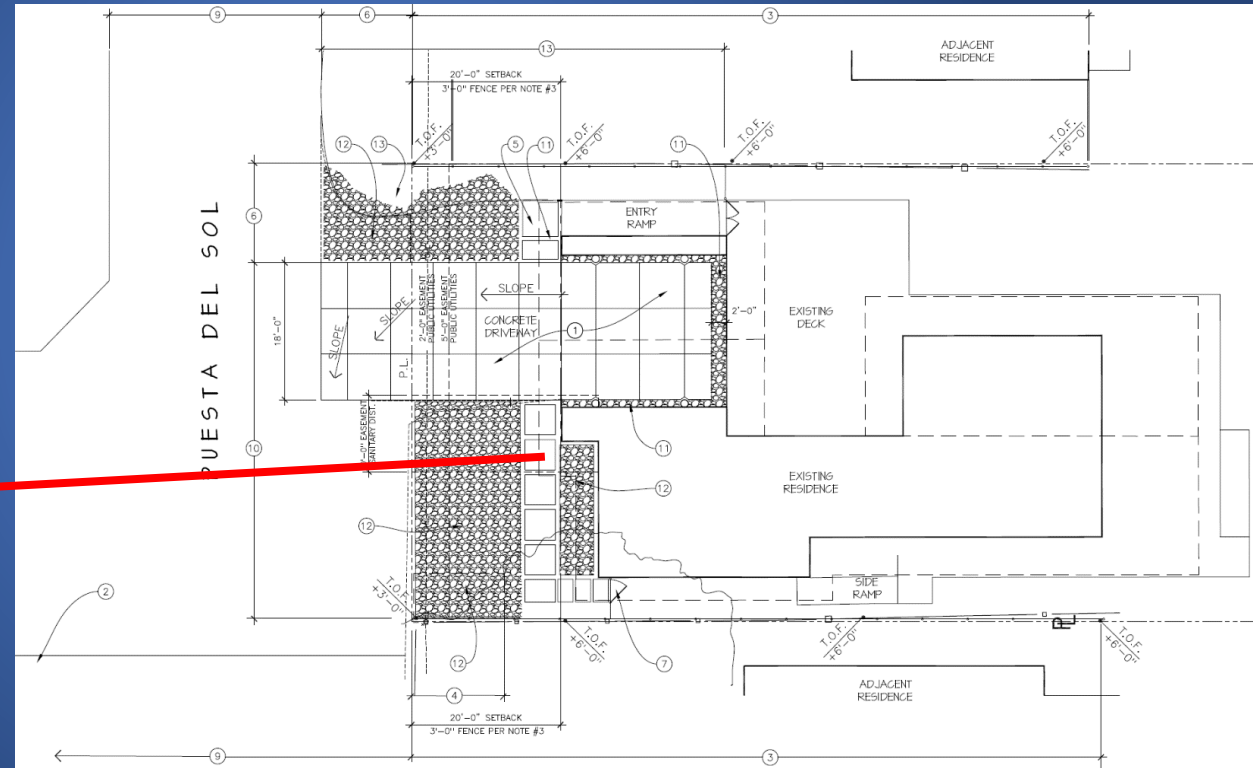 9
6
3
13
ADJACENT
RESIDENCE
20'-0" SETBACK
3'-0" FENCE PER NOTE #3
T.O.F.
+3'-0"
T.O.F.
+6'-0"
T.O.F.
+6'-0"
T.O.F.
+6'-0"
12
13
5
11
11
6
ENTRY
RAMP
PUESTA DEL SOL
18'-0"
SLOPE
SLOPE
P.L.
2'-0" EASEMENT
PUBLIC UTILITIES
5'-0" EASEMENT
PUBLIC UTILITIES
SLOPE
CONCRETE
DRIVEWAY
1
2'-0"
EXISTING
DECK
-0" EASEMENT
SANITARY DIST.
10
11
12
EXISTING
RESIDENCE
12
2
T.O.F.
+3'-0"
12
T.O.F.
+6'-0"
7
SIDE
RAMP
T.O.F.
+6'-0"
T.O.F.
+6'-0"
4
ADJACENT
RESIDENCE
20'-0" SETBACK
3'-0" FENCE PER NOTE #3
9
3